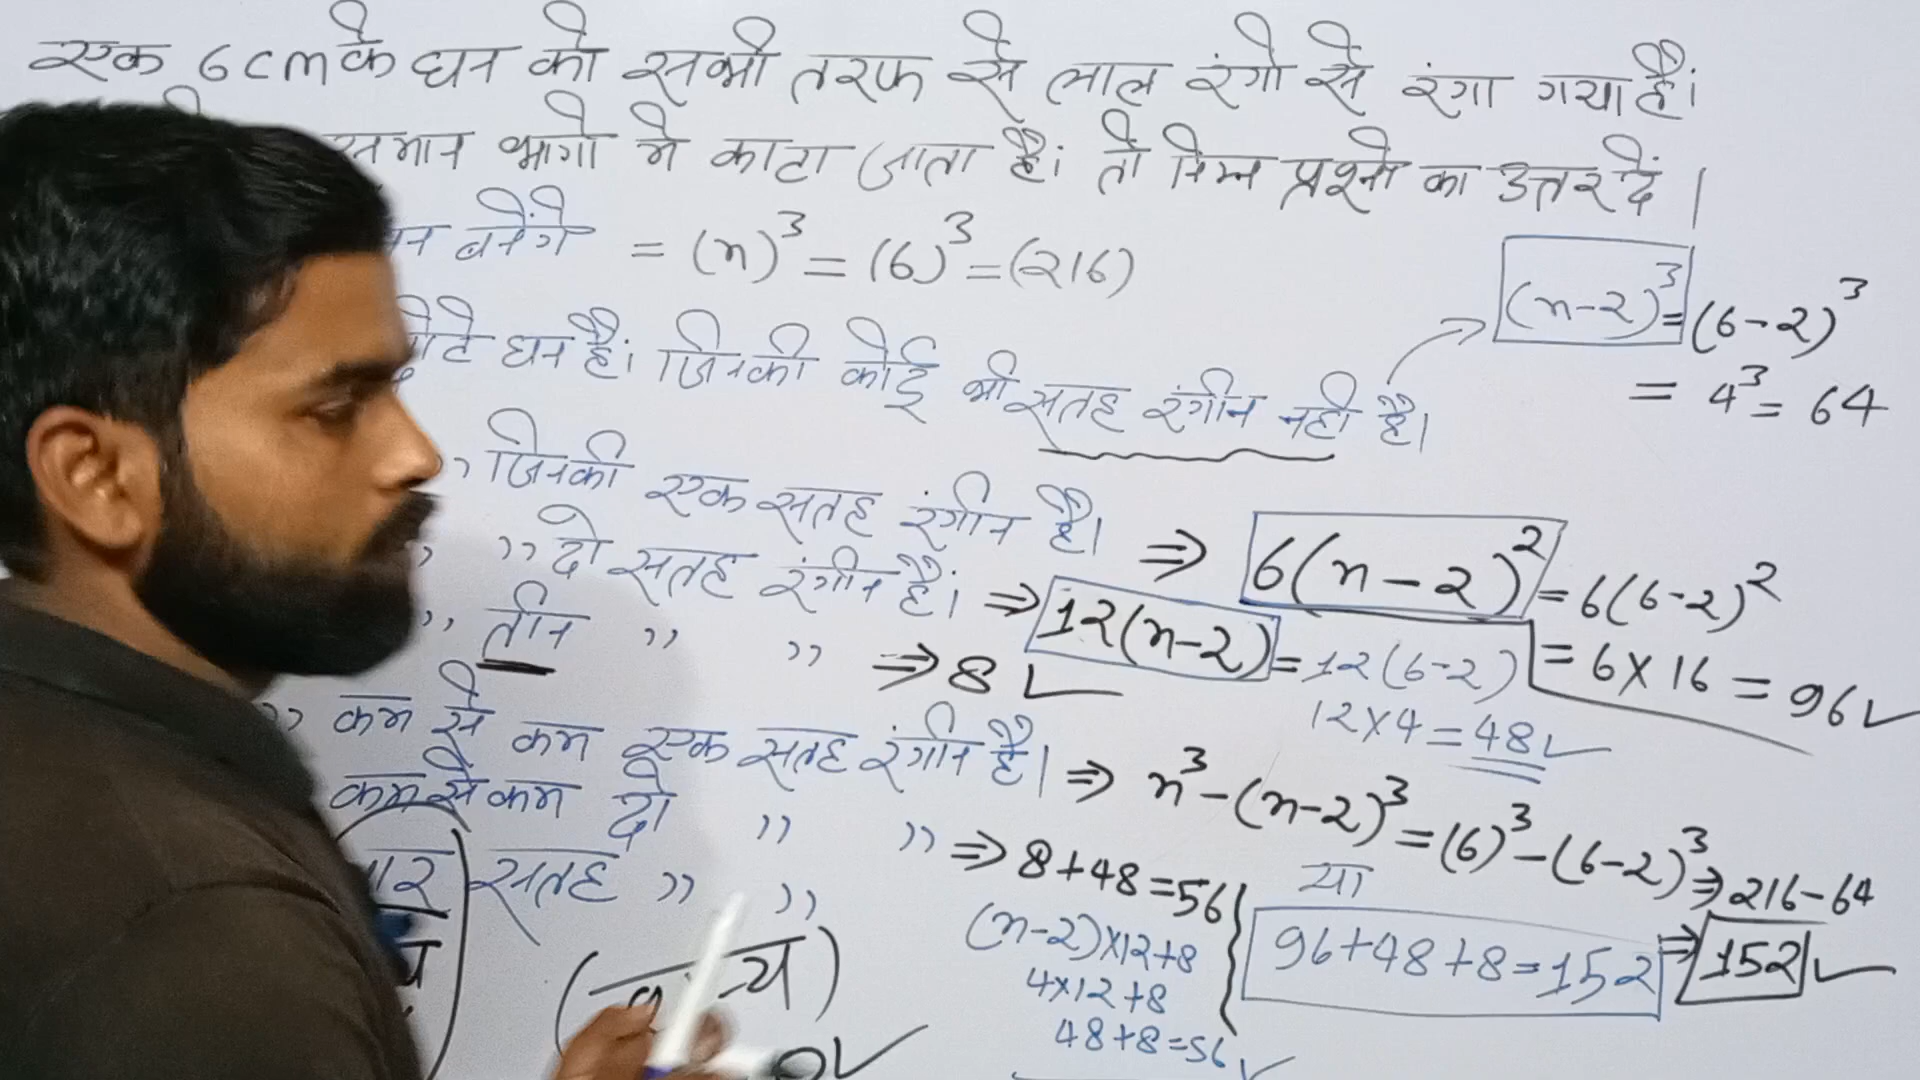 एक 6cm के घन को सभी तरफ से लाल रंगो से रंगा गया है।
समान भागो मे काटा जाता है। तो निम्न प्रश्नो का उत्तर दें।
बनेंगे = (n)³ = (6)³ = (216)
(n-2)³ = (6-2)³
= 4³ = 64
घन है। जिनकी कोई भी सतह रंगीन नही है।
,, जिनकी एक सतह रंगीन है। ⇒ 6(n-2)² = 6(6-2)²
= 6×16 = 96 ✓
,, ,, दो सतह रंगीन है। ⇒ 12(n-2) = 12(6-2)
12×4 = 48 ✓
,, तीन ,, ,, ⇒ 8 ✓
,, कम से कम एक सतह रंगीन है। ⇒ n³-(n-2)³ = (6)³-(6-2)³ ⇒ 216-64
⇒ 152 ✓
या
96+48+8=152
कम से कम दो ,, ,, ⇒ 8+48=56
(n-2)×12+8
4×12+8
48+8=56 ✓
सतह ,, ,,
0 ✓